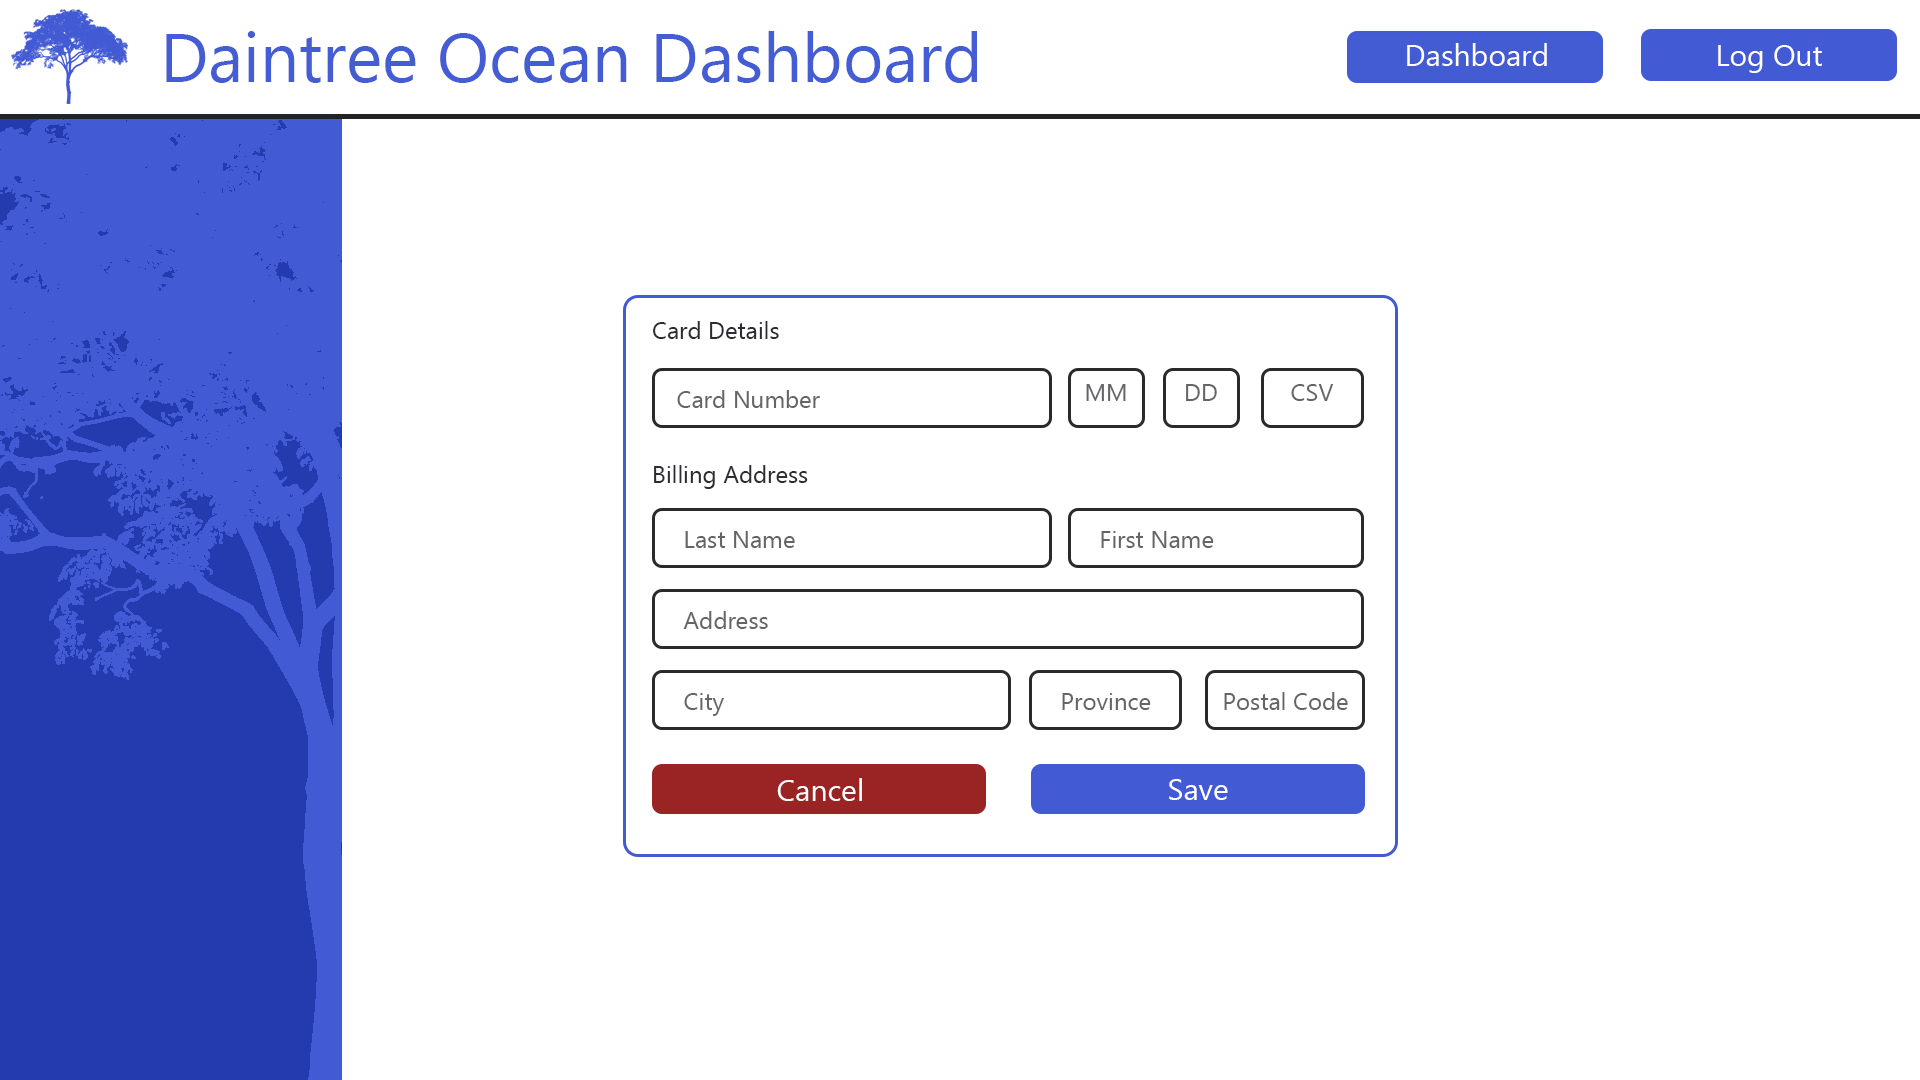 Daintree Ocean Dashboard
Dashboard
Log Out
Card Details
Card Number
MM
DD
CSV
Billing Address
Last Name
First Name
Address
City
Province
Postal Code
Cancel
Save